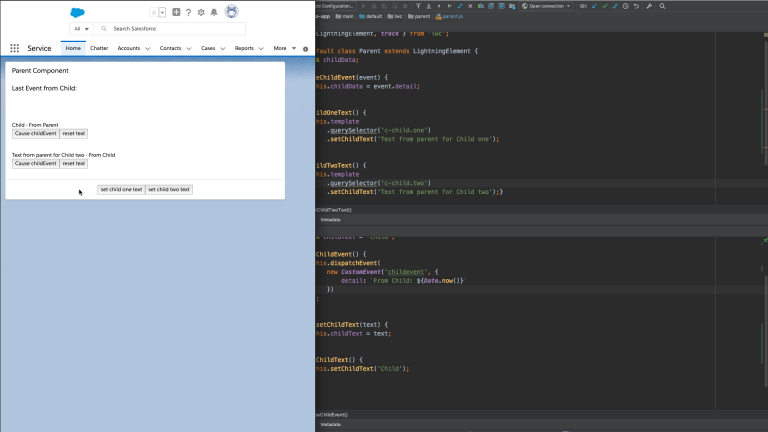 All
Search Salesforce
Service
Home
Chatter
Accounts
Contacts
Cases
Reports
More
Parent Component
Last Event from Child:
Child - From Parent
Cause childEvent
reset text
Text from parent for Child two - From Child
Cause childEvent
reset text
set child one text
set child two text
Configuration...
Open connection
Git:
e-app main default lwc parent parent.js
LightningElement, track } from 'lwc';
fault class Parent extends LightningElement {
k childData;
eChildEvent(event) {
his.childData = event.detail;
ildOneText() {
his.template
.querySelector('c-child.one')
.setChildText('Text from parent for Child one');
ildTwoText() {
his.template
.querySelector('c-child.two')
.setChildText('Text from parent for Child two');}
ChildTwoText()
Metadata
ChildEvent() {
his.dispatchEvent(
new CustomEvent('childevent', {
detail: `From Child: ${Date.now()}`
})
;
setChildText(text) {
his.childText = text;
ChildText() {
his.setChildText('Child');
ChildEvent()
Metadata